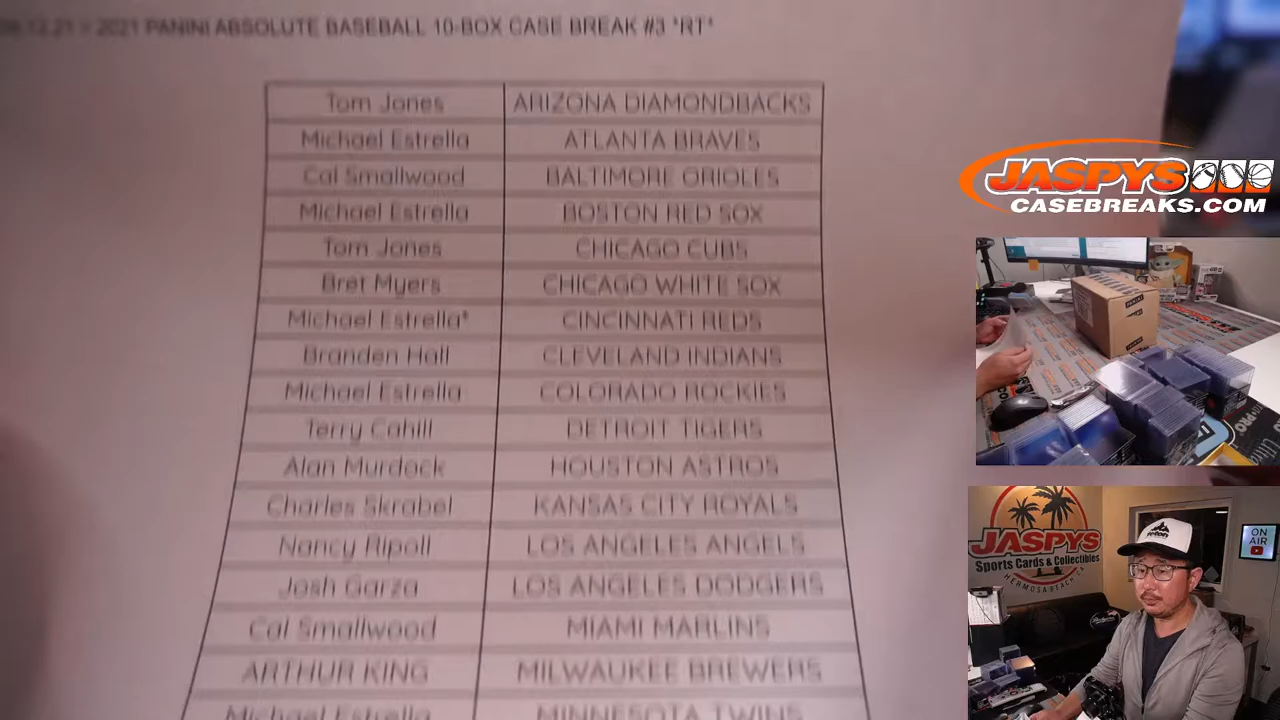 2021 PANINI ABSOLUTE BASEBALL 10-BOX CASE BREAK #3 *RT*
Tom Jones ARIZONA DIAMONDBACKS
Michael Estrella ATLANTA BRAVES
Cal Smallwood BALTIMORE ORIOLES
Michael Estrella BOSTON RED SOX
Tom Jones CHICAGO CUBS
Bret Myers CHICAGO WHITE SOX
Michael Estrella* CINCINNATI REDS
Branden Hall CLEVELAND INDIANS
Michael Estrella COLORADO ROCKIES
Terry Cahill DETROIT TIGERS
Alan Murdock HOUSTON ASTROS
Charles Skrabel KANSAS CITY ROYALS
Nancy Ripoll LOS ANGELES ANGELS
Josh Garza LOS ANGELES DODGERS
Cal Smallwood MIAMI MARLINS
ARTHUR KING MILWAUKEE BREWERS
Michael Estrella MINNESOTA TWINS
JASPYS
CASEBREAKS.COM
JASPYS
Sports Cards & Collectibles
HERMOSA BEACH CA
ON
AIR